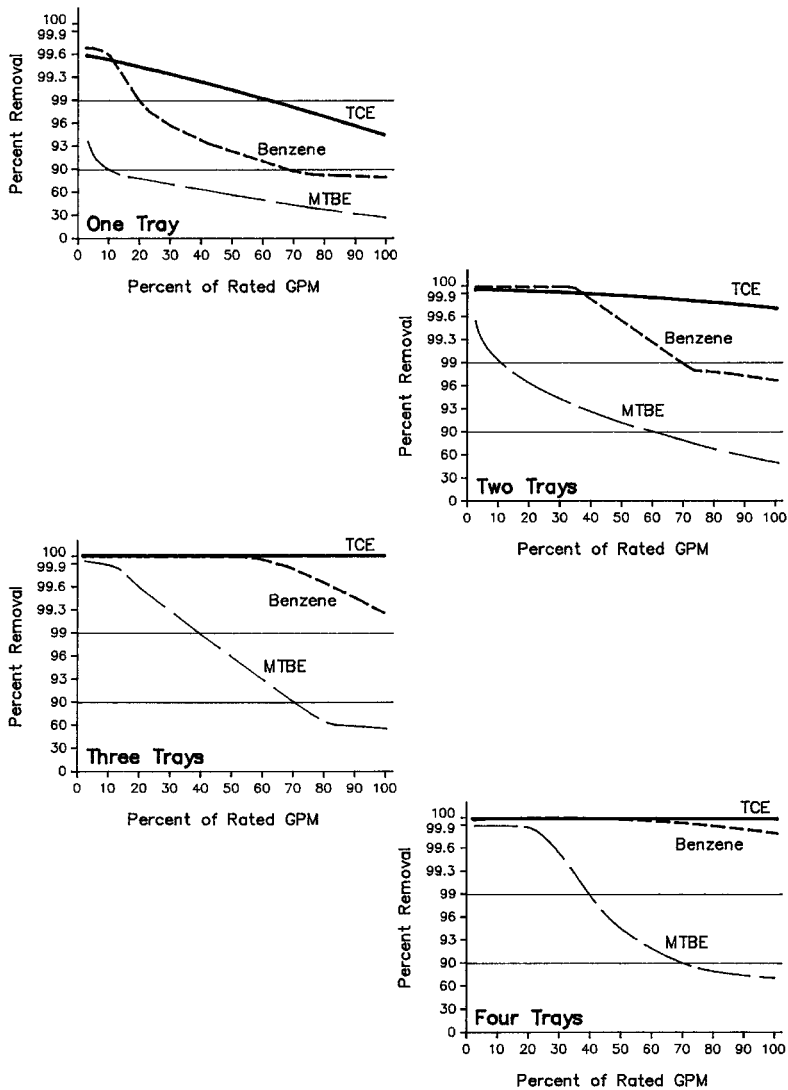 Percent Removal
100
99.9
99.6
99.3
99
96
93
90
60
30
0
TCE
Benzene
MTBE
One Tray
0 10 20 30 40 50 60 70 80 90 100
Percent of Rated GPM
Percent Removal
100
99.9
99.6
99.3
99
96
93
90
60
30
0
TCE
Benzene
MTBE
Two Trays
0 10 20 30 40 50 60 70 80 90 100
Percent of Rated GPM
Percent Removal
100
99.9
99.6
99.3
99
96
93
90
60
30
0
TCE
Benzene
MTBE
Three Trays
0 10 20 30 40 50 60 70 80 90 100
Percent of Rated GPM
Percent Removal
100
99.9
99.6
99.3
99
96
93
90
60
30
0
TCE
Benzene
MTBE
Four Trays
0 10 20 30 40 50 60 70 80 90 100
Percent of Rated GPM